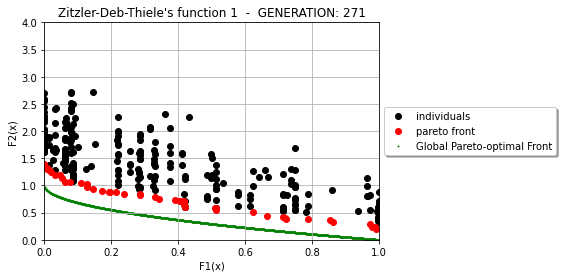 Zitzler-Deb-Thiele's function 1 - GENERATION: 271
4.0
3.5
3.0
2.5
2.0
1.5
1.0
0.5
0.0
F2(x)
0.0 0.2 0.4 0.6 0.8 1.0
F1(x)
individuals
pareto front
Global Pareto-optimal Front